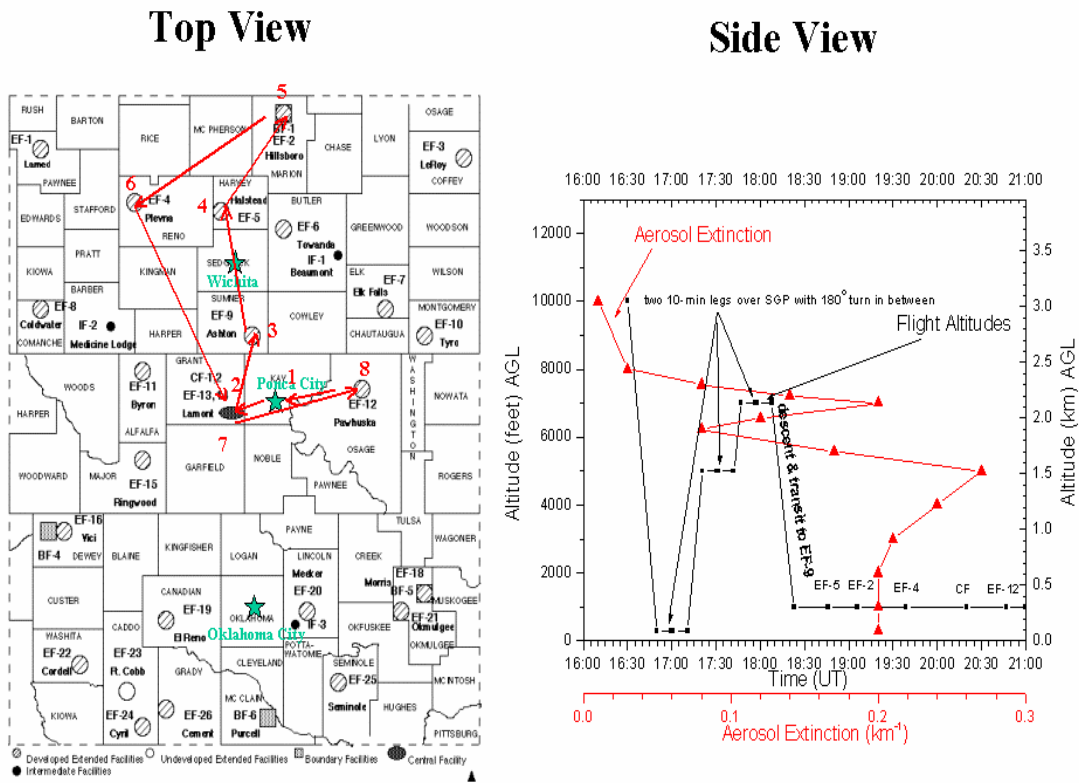 Top View
Side View
5
RUSH
BARTON
RICE
MC PHERSON
BF-1
EF-2
Hillsboro
MARION
CHASE
LYON
OSAGE
EF-1
Larned
PAWNEE
EF-3
LeRoy
COFFEY
6
EF-4
Plevna
RENO
STAFFORD
EDWARDS
4
HARVEY
Halstead
EF-5
BUTLER
EF-6
Towanda
IF-1
Beaumont
GREENWOOD
WOODSON
PRATT
KINGMAN
SEDGWICK
Wichita
ELK
EF-7
Elk Falls
WILSON
KIOWA
BARBER
EF-8
Coldwater
COMANCHE
IF-2
Medicine Lodge
HARPER
SUMNER
EF-9
Ashton
3
COWLEY
CHAUTAUQUA
MONTGOMERY
EF-10
Tyro
WOODS
EF-11
Byron
ALFALFA
GRANT
CF-1,2
EF-13,
Lamont
2
KAY
1
Ponca City
8
EF-12
Pawhuska
OSAGE
WASHINGTON
NOWATA
HARPER
7
WOODWARD
MAJOR
EF-15
Ringwood
GARFIELD
NOBLE
PAWNEE
ROGERS
EF-16
Vici
BF-4
DEWEY
BLAINE
KINGFISHER
LOGAN
PAYNE
LINCOLN
Meeker
EF-20
IF-3
CREEK
TULSA
WAGONER
EF-18
Morris
BF-5
MUSKOGEE
EF-21
Okmulgee
OKMULGEE
CUSTER
CANADIAN
EF-19
El Reno
OKLAHOMA
Oklahoma City
OKFUSKEE
WASHITA
EF-22
Cordell
CADDO
EF-23
Ft. Cobb
GRADY
CLEVELAND
POTTA-
WATOMIE
SEMINOLE
EF-25
Seminole
MCINTOSH
HUGHES
PITTSBURG
KIOWA
EF-24
Cyril
EF-26
Cement
MC CLAIN
BF-6
Purcell
Developed Extended Facilities
Undeveloped Extended Facilities
Boundary Facilities
Central Facility
Intermediate Facilities
16:00 16:30 17:00 17:30 18:00 18:30 19:00 19:30 20:00 20:30 21:00
Aerosol Extinction
two 10-min legs over SGP with 180° turn in between
Flight Altitudes
descent & transit to EF-9
EF-5 EF-2 EF-4 CF EF-12
Altitude (feet) AGL
12000
10000
8000
6000
4000
2000
0
Altitude (km) AGL
3.5
3.0
2.5
2.0
1.5
1.0
0.5
0.0
16:00 16:30 17:00 17:30 18:00 18:30 19:00 19:30 20:00 20:30 21:00
Time (UT)
0.0 0.1 0.2 0.3
Aerosol Extinction (km⁻¹)